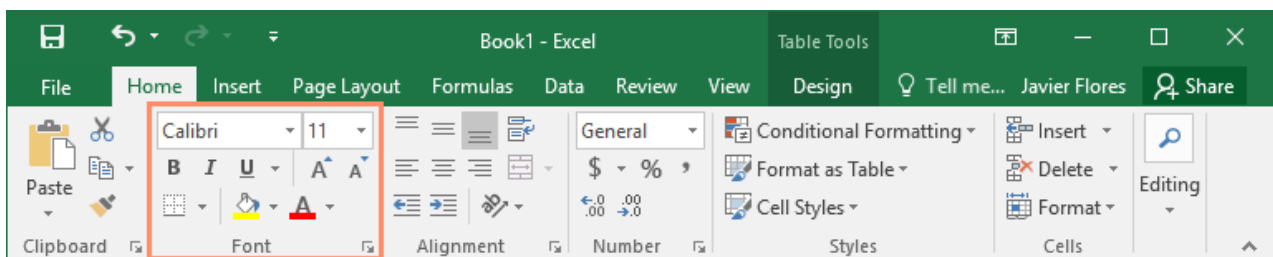 Book1 - Excel
Table Tools
File Home Insert Page Layout Formulas Data Review View Design Tell me... Javier Flores Share
Calibri 11 General Conditional Formatting Insert
Paste B I U A A $ % , Format as Table Delete Editing
A .0 .00 .00 .0 Cell Styles Format
Clipboard Font Alignment Number Styles Cells